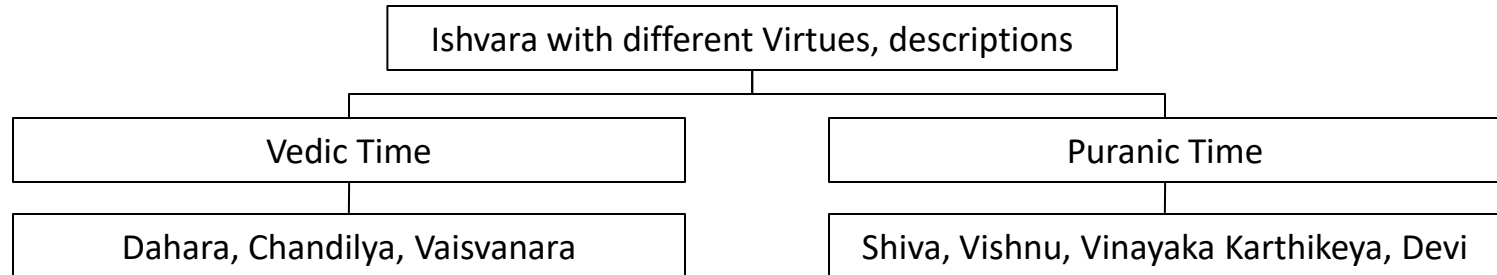 Ishvara with different Virtues, descriptions
Vedic Time
Puranic Time
Dahara, Chandilya, Vaisvanara
Shiva, Vishnu, Vinayaka Karthikeya, Devi